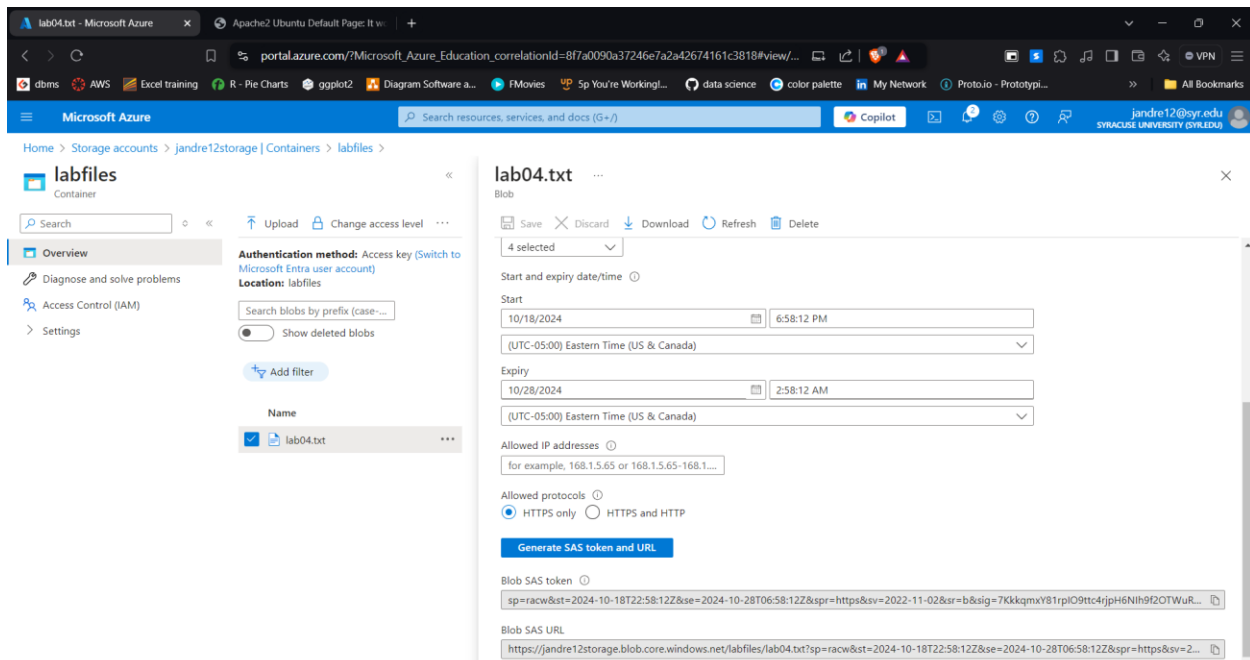 lab04.txt - Microsoft Azure
Apache2 Ubuntu Default Page: It wo
portal.azure.com/?Microsoft_Azure_Education_correlationId=8f7a0090a37246e7a2a42674161c3818#view/...
VPN
dbms
AWS
Excel training
R - Pie Charts
ggplot2
Diagram Software a...
FMovies
5p You're Working!...
data science
color palette
My Network
Proto.io - Prototypi...
All Bookmarks
Microsoft Azure
Search resources, services, and docs (G+/)
Copilot
2
jandre12@syr.edu
SYRACUSE UNIVERSITY (SYR.EDU)
Home > Storage accounts > jandre12storage | Containers > labfiles >
labfiles
Container
Search
Overview
Diagnose and solve problems
Access Control (IAM)
Settings
Upload
Change access level
Authentication method: Access key (Switch to
Microsoft Entra user account)
Location: labfiles
Search blobs by prefix (case-...
Show deleted blobs
Add filter
Name
lab04.txt
lab04.txt
Blob
Save
Discard
Download
Refresh
Delete
4 selected
Start and expiry date/time
Start
10/18/2024
6:58:12 PM
(UTC-05:00) Eastern Time (US & Canada)
Expiry
10/28/2024
2:58:12 AM
(UTC-05:00) Eastern Time (US & Canada)
Allowed IP addresses
for example, 168.1.5.65 or 168.1.5.65-168.1....
Allowed protocols
HTTPS only
HTTPS and HTTP
Generate SAS token and URL
Blob SAS token
sp=racw&st=2024-10-18T22:58:12Z&se=2024-10-28T06:58:12Z&spr=https&sv=2022-11-02&sr=b&sig=7KkkqmxY81rpIO9ttc4rjpH6NIh9f2OTWuR...
Blob SAS URL
https://jandre12storage.blob.core.windows.net/labfiles/lab04.txt?sp=racw&st=2024-10-18T22:58:12Z&se=2024-10-28T06:58:12Z&spr=https&sv=2...